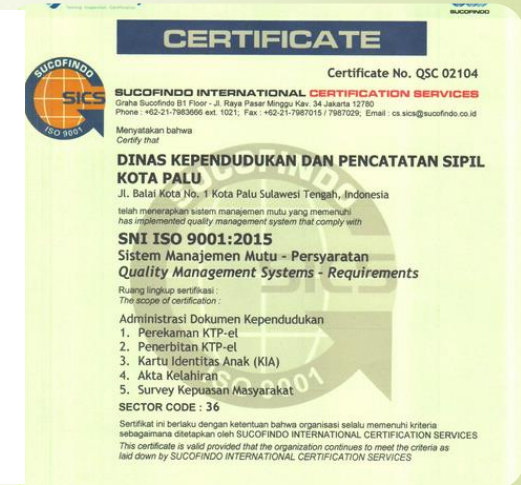 SUCOFINDO
CERTIFICATE
Certificate No. QSC 02104
SUCOFINDO
SICS
ISO 9001
SUCOFINDO INTERNATIONAL CERTIFICATION SERVICES
Graha Sucofindo B1 Floor - Jl. Raya Pasar Minggu Kav. 34 Jakarta 12780
Phone : +62-21-7983666 ext. 1021; Fax : +62-21-7987015 / 7987029; Email : cs.sics@sucofindo.co.id
Menyatakan bahwa
Certify that
DINAS KEPENDUDUKAN DAN PENCATATAN SIPIL
KOTA PALU
Jl. Balai Kota No. 1 Kota Palu Sulawesi Tengah, Indonesia
telah menerapkan sistem manajemen mutu yang memenuhi
has implemented quality management system that comply with
SNI ISO 9001:2015
Sistem Manajemen Mutu - Persyaratan
Quality Management Systems - Requirements
Ruang lingkup sertifikasi :
The scope of certification :
Administrasi Dokumen Kependudukan
1. Perekaman KTP-el
2. Penerbitan KTP-el
3. Kartu Identitas Anak (KIA)
4. Akta Kelahiran
5. Survey Kepuasan Masyarakat
SECTOR CODE : 36
Sertifikat ini berlaku dengan ketentuan bahwa organisasi selalu memenuhi kriteria
sebagaimana ditetapkan oleh SUCOFINDO INTERNATIONAL CERTIFICATION SERVICES
This certificate is valid provided that the organization continues to meet the criteria as
laid down by SUCOFINDO INTERNATIONAL CERTIFICATION SERVICES